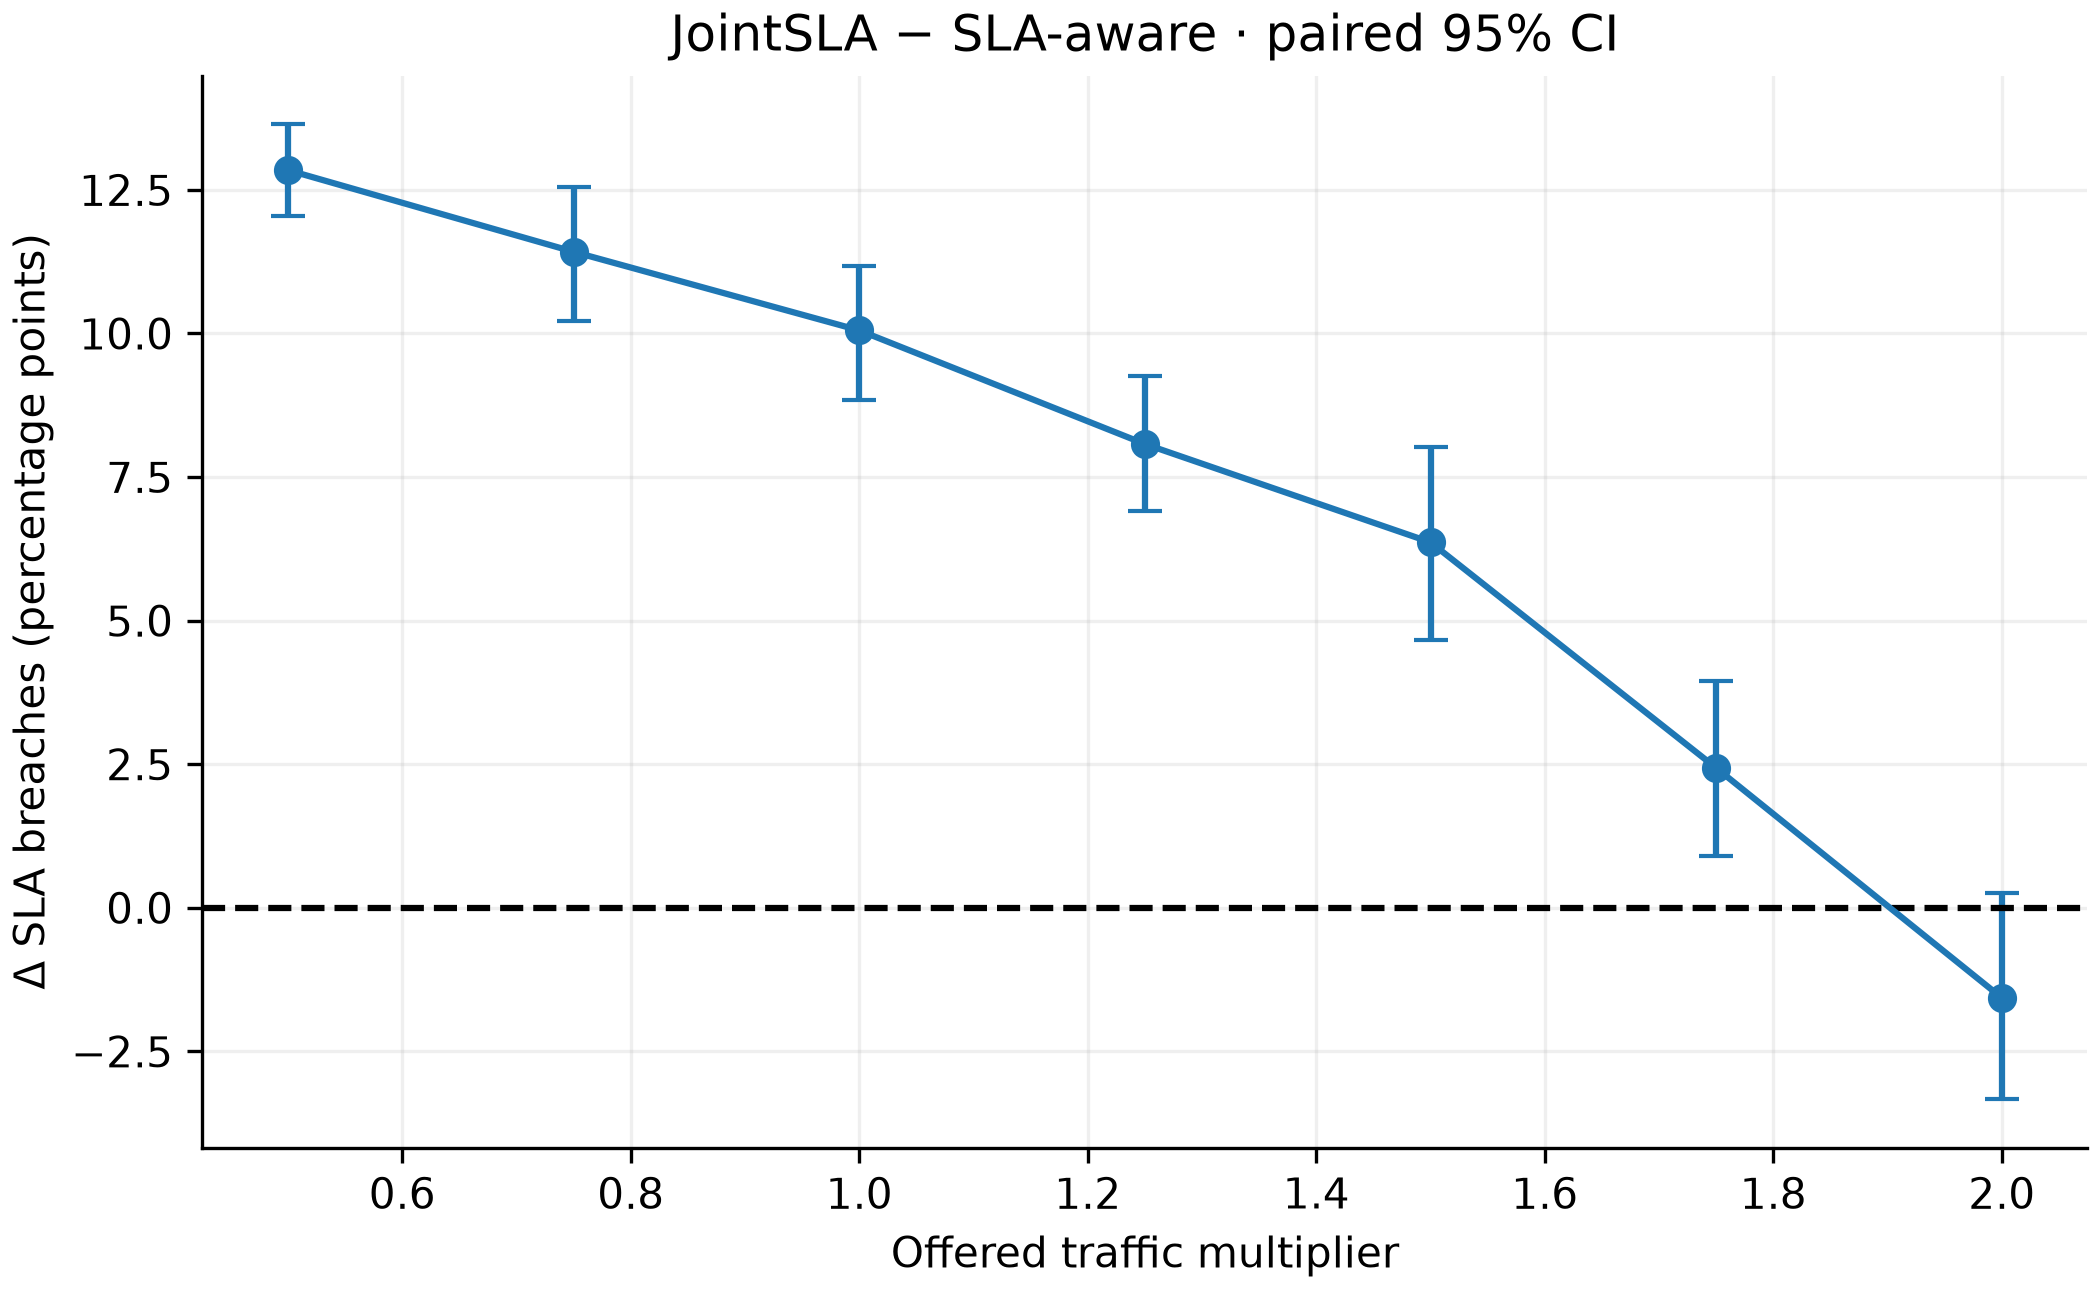 JointSLA − SLA-aware · paired 95% CI
Δ SLA breaches (percentage points)
12.5
10.0
7.5
5.0
2.5
0.0
−2.5
0.6 0.8 1.0 1.2 1.4 1.6 1.8 2.0
Offered traffic multiplier